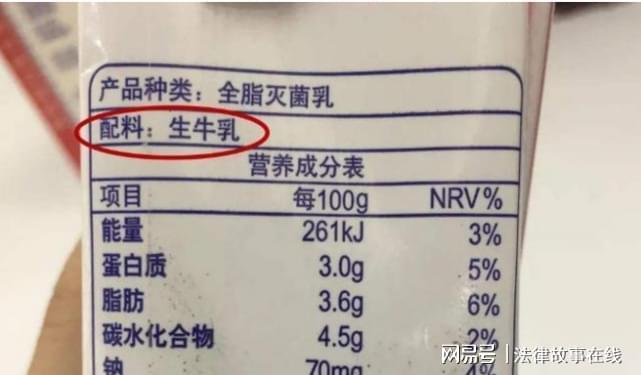 产品种类：全脂灭菌乳
配料：生牛乳
营养成分表
项目 每100g NRV%
能量 261kJ 3%
蛋白质 3.0g 5%
脂肪 3.6g 6%
碳水化合物 4.5g 2%
钠 70mg 4%
网易号 | 法律故事在线